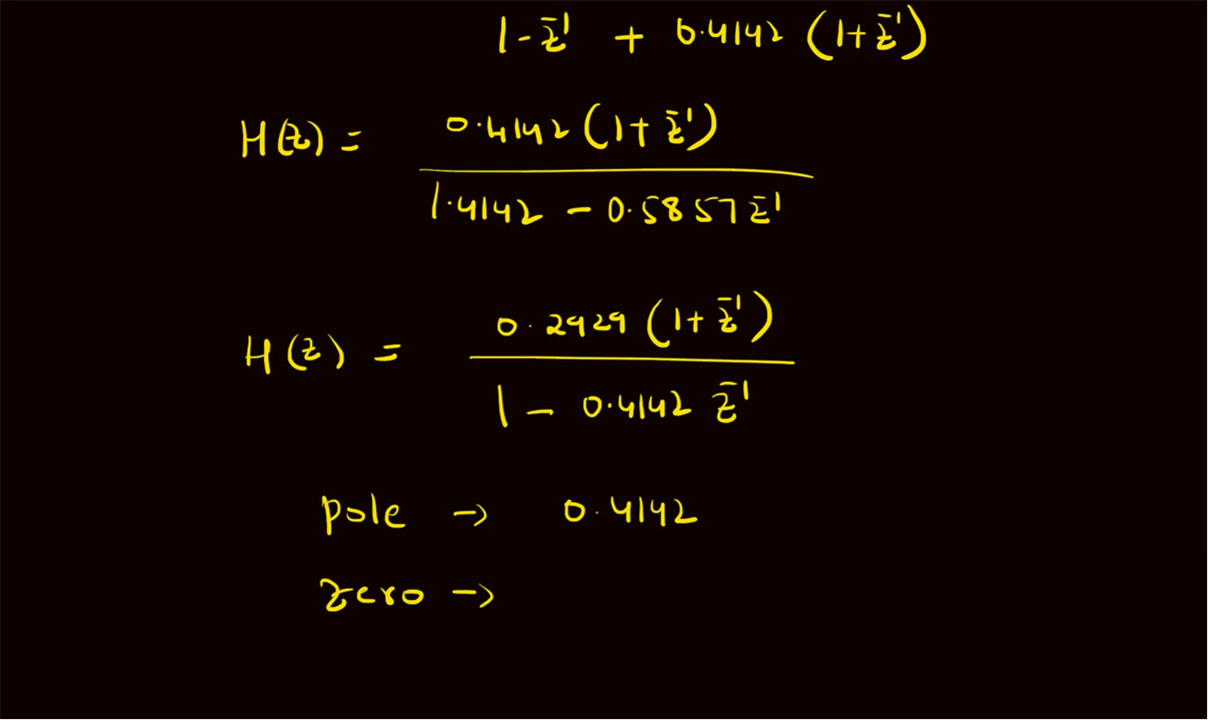 1 - z̄¹ + 0.4142 (1 + z̄¹)
H(z) = 0.4142 (1 + z̄¹)
1.4142 - 0.5857 z̄¹
H(z) = 0.2929 (1 + z̄¹)
1 - 0.4142 z̄¹
pole -> 0.4142
zero ->